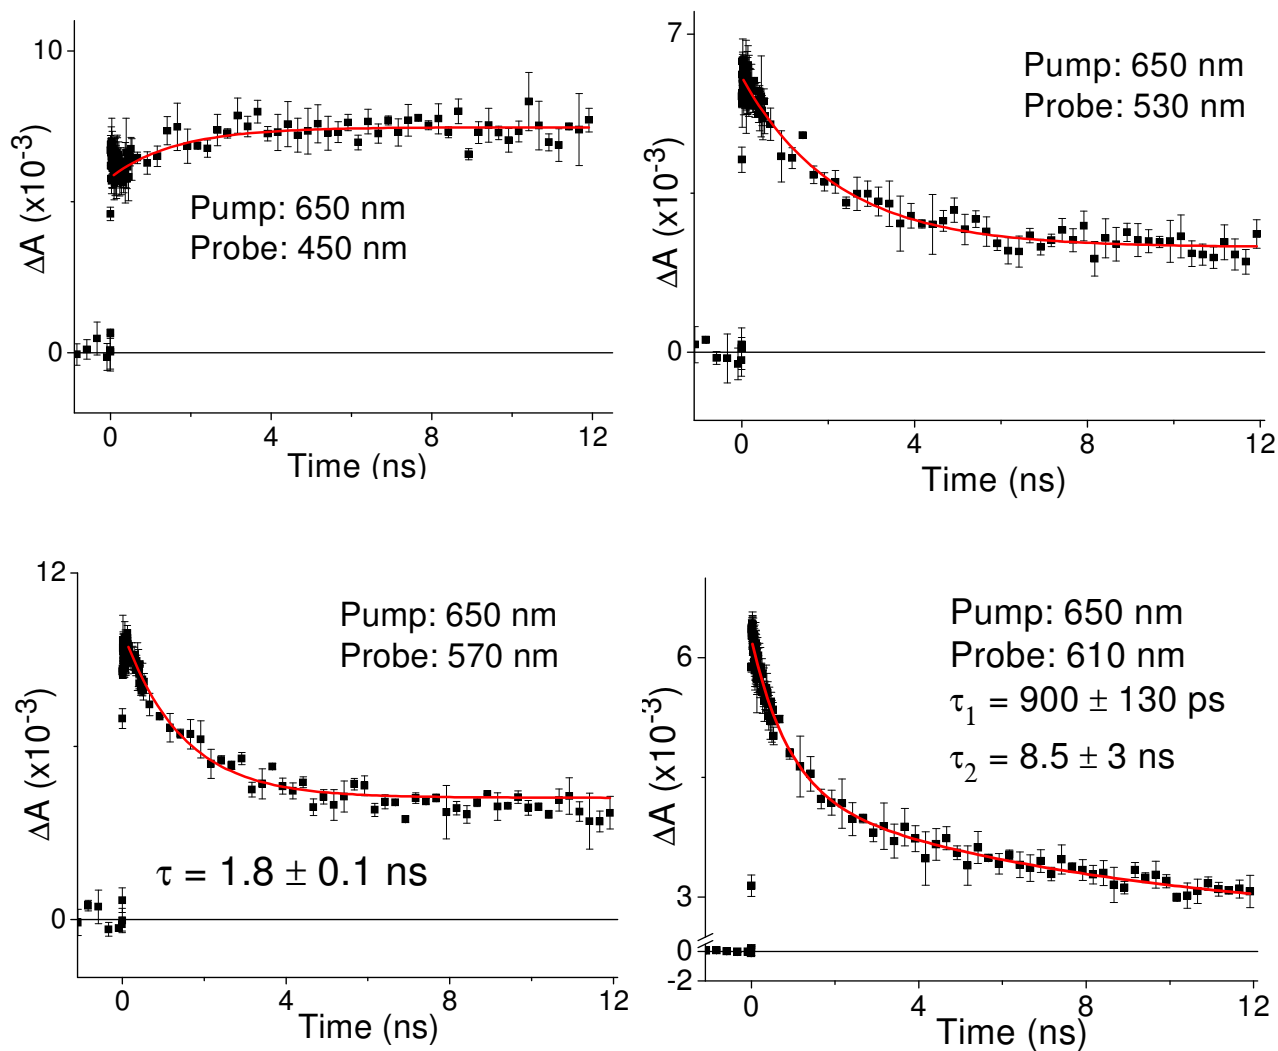 10
0
ΔA (x10-3)
Pump: 650 nm
Probe: 450 nm
0 4 8 12
Time (ns)
7
0
ΔA (x10-3)
Pump: 650 nm
Probe: 530 nm
0 4 8 12
Time (ns)
12
0
ΔA (x10-3)
Pump: 650 nm
Probe: 570 nm
τ = 1.8 ± 0.1 ns
0 4 8 12
Time (ns)
6
3
0
-2
ΔA (x10-3)
Pump: 650 nm
Probe: 610 nm
τ1 = 900 ± 130 ps
τ2 = 8.5 ± 3 ns
0 4 8 12
Time (ns)